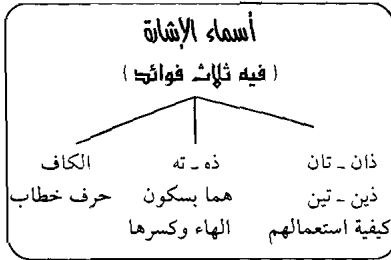 أسماء الإشارة
( فيه ثلاث فوائد )
ذان ـ تان ذه ـ ته الكاف
ذين ـ تين هما بسكون حرف خطاب
كيفية استعمالهم الهاء وكسرها